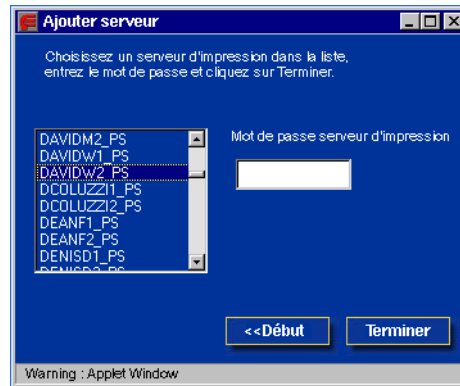 Ajouter serveur
Choisissez un serveur d'impression dans la liste,
entrez le mot de passe et cliquez sur Terminer.
DAVIDM2_PS
DAVIDW1_PS
DAVIDW2_PS
DCOLUZZI1_PS
DCOLUZZI2_PS
DEANF1_PS
DEANF2_PS
DENISD1_PS
DENISD2_PS
Mot de passe serveur d'impression
<<Début
Terminer
Warning : Applet Window